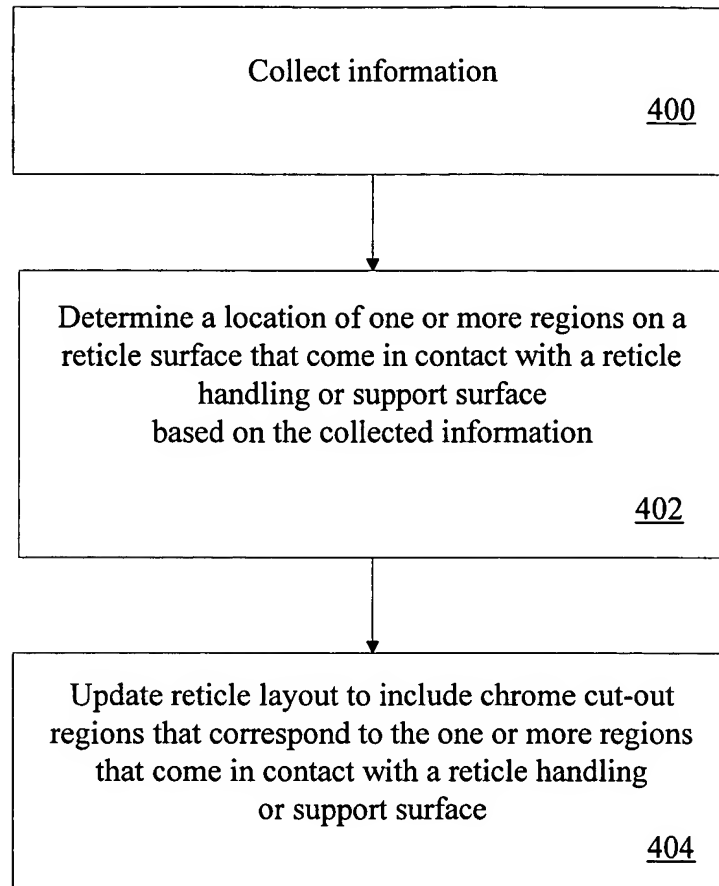 Collect information
400
Determine a location of one or more regions on a
reticle surface that come in contact with a reticle
handling or support surface
based on the collected information
402
Update reticle layout to include chrome cut-out
regions that correspond to the one or more regions
that come in contact with a reticle handling
or support surface
404